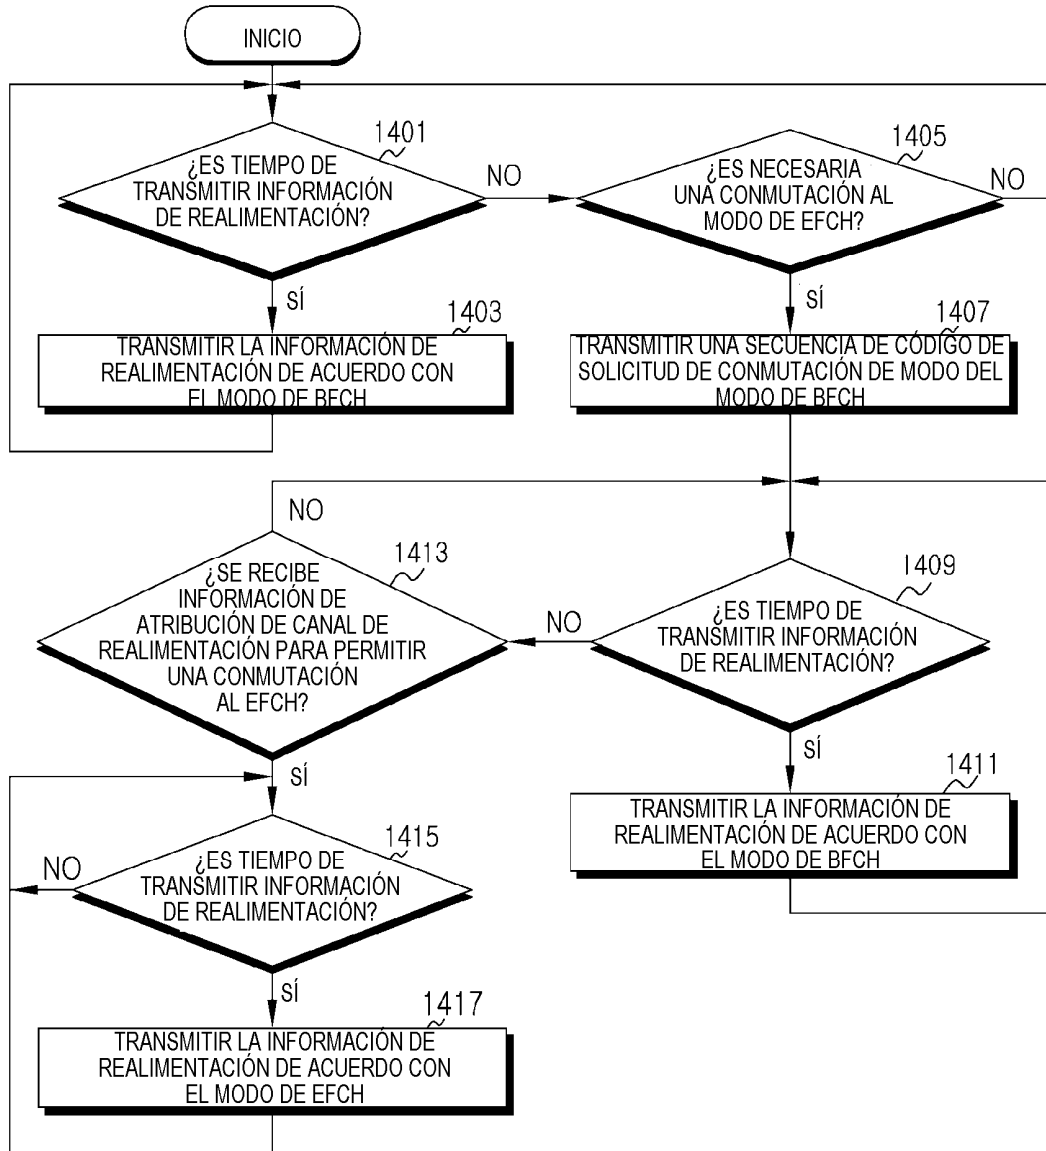 INICIO
1401
¿ES TIEMPO DE
TRANSMITIR INFORMACIÓN
DE REALIMENTACIÓN?
NO
SÍ
1405
¿ES NECESARIA
UNA CONMUTACIÓN AL
MODO DE EFCH?
NO
SÍ
1403
TRANSMITIR LA INFORMACIÓN DE
REALIMENTACIÓN DE ACUERDO CON
EL MODO DE BFCH
1407
TRANSMITIR UNA SECUENCIA DE CÓDIGO DE
SOLICITUD DE CONMUTACIÓN DE MODO DEL
MODO DE BFCH
NO
1413
¿SE RECIBE
INFORMACIÓN DE
ATRIBUCIÓN DE CANAL DE
REALIMENTACIÓN PARA PERMITIR
UNA CONMUTACIÓN
AL EFCH?
SÍ
1409
¿ES TIEMPO DE
TRANSMITIR INFORMACIÓN
DE REALIMENTACIÓN?
NO
SÍ
1411
TRANSMITIR LA INFORMACIÓN DE
REALIMENTACIÓN DE ACUERDO CON
EL MODO DE BFCH
1415
¿ES TIEMPO DE
TRANSMITIR INFORMACIÓN
DE REALIMENTACIÓN?
NO
SÍ
1417
TRANSMITIR LA INFORMACIÓN DE
REALIMENTACIÓN DE ACUERDO CON
EL MODO DE EFCH